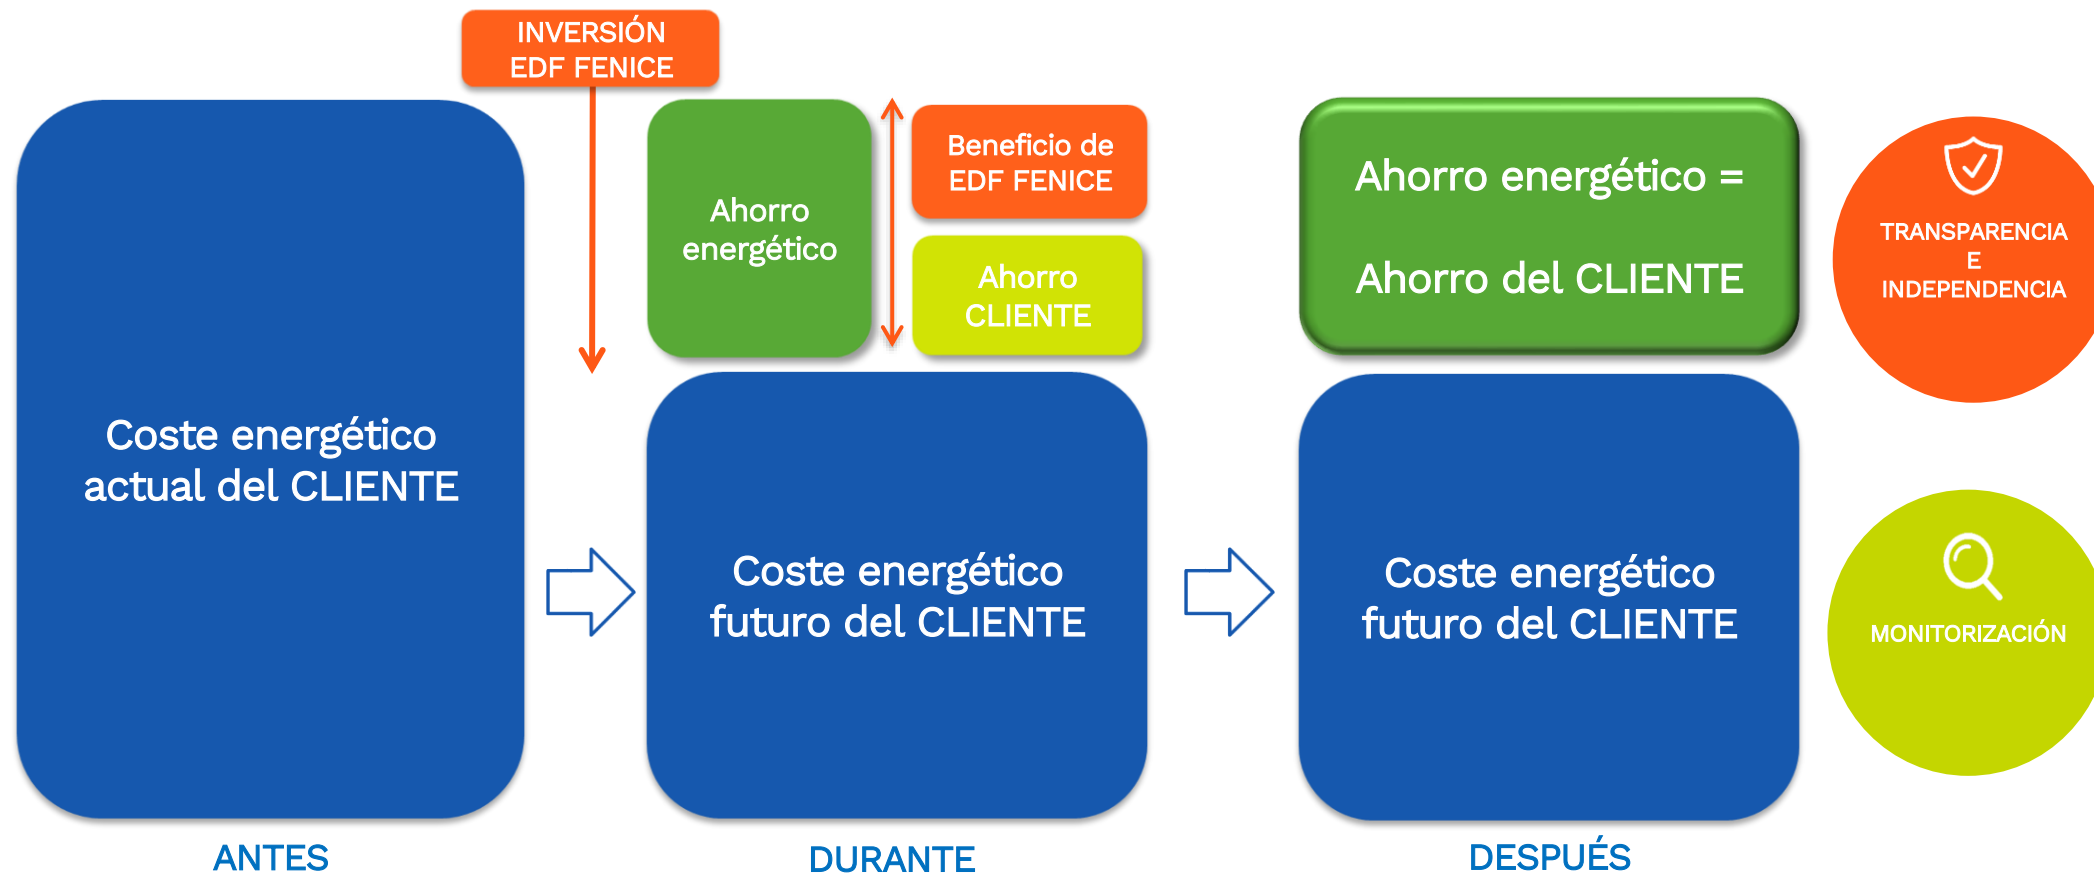 INVERSIÓN
EDF FENICE
Coste energético
actual del CLIENTE
ANTES
Ahorro
energético
Beneficio de
EDF FENICE
Ahorro
CLIENTE
Coste energético
futuro del CLIENTE
DURANTE
Ahorro energético =
Ahorro del CLIENTE
Coste energético
futuro del CLIENTE
DESPUÉS
TRANSPARENCIA
E
INDEPENDENCIA
MONITORIZACIÓN